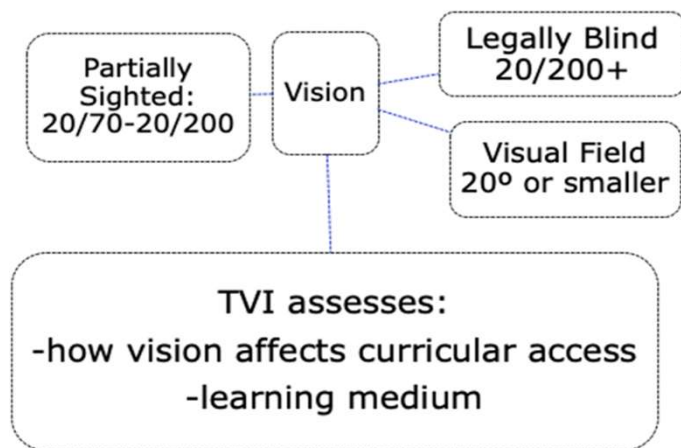 Partially
Sighted:
20/70-20/200
Vision
Legally Blind
20/200+
Visual Field
20º or smaller
TVI assesses:
-how vision affects curricular access
-learning medium